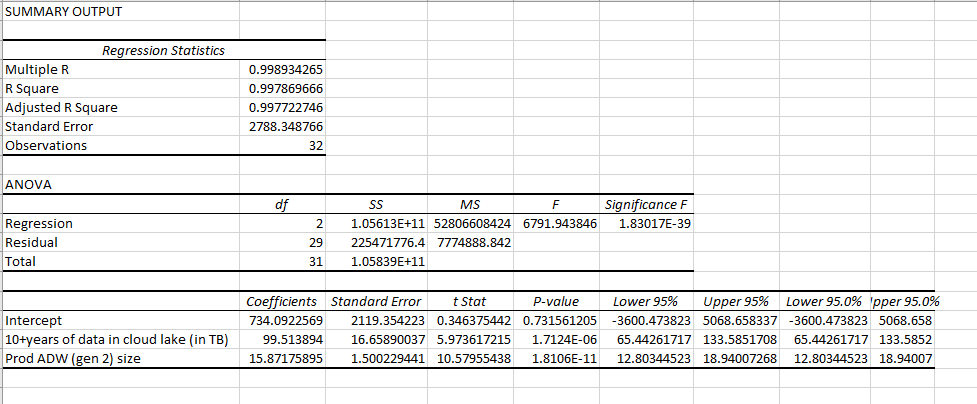 SUMMARY OUTPUT
Regression Statistics
Multiple R 0.998934265
R Square 0.997869666
Adjusted R Square 0.997722746
Standard Error 2788.348766
Observations 32
ANOVA
df SS MS F Significance F
Regression 2 1.05613E+11 52806608424 6791.943846 1.83017E-39
Residual 29 225471776.4 7774888.842
Total 31 1.05839E+11
Coefficients Standard Error t Stat P-value Lower 95% Upper 95% Lower 95.0% Upper 95.0%
Intercept 734.0922569 2119.354223 0.346375442 0.731561205 -3600.473823 5068.658337 -3600.473823 5068.658
10+years of data in cloud lake (in TB) 99.513894 16.65890037 5.973617215 1.7124E-06 65.44261717 133.5851708 65.44261717 133.5852
Prod ADW (gen 2) size 15.87175895 1.500229441 10.57955438 1.8106E-11 12.80344523 18.94007268 12.80344523 18.94007